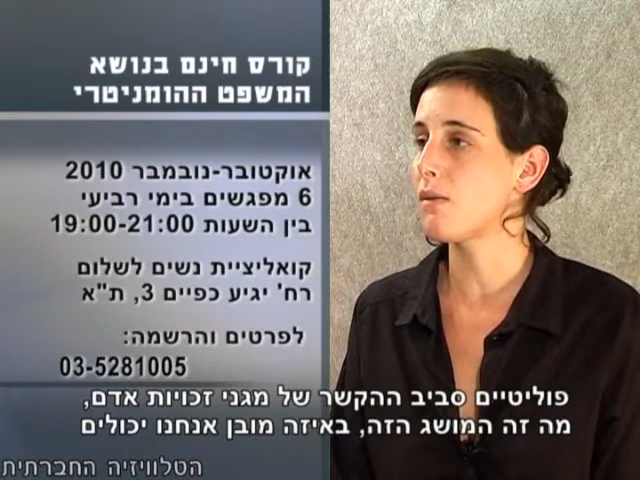 קורס חינם בנושא
המשפט ההומניטרי
אוקטובר-נובמבר 2010
6 מפגשים בימי רביעי
בין השעות 19:00-21:00
קואליציית נשים לשלום
רח' יגיע כפיים 3, ת"א
לפרטים והרשמה:
03-5281005
פוליטיים סביב ההקשר של מגני זכויות אדם,
מה זה המושג הזה, באיזה מובן אנחנו יכולים
הטלוויזיה החברתית